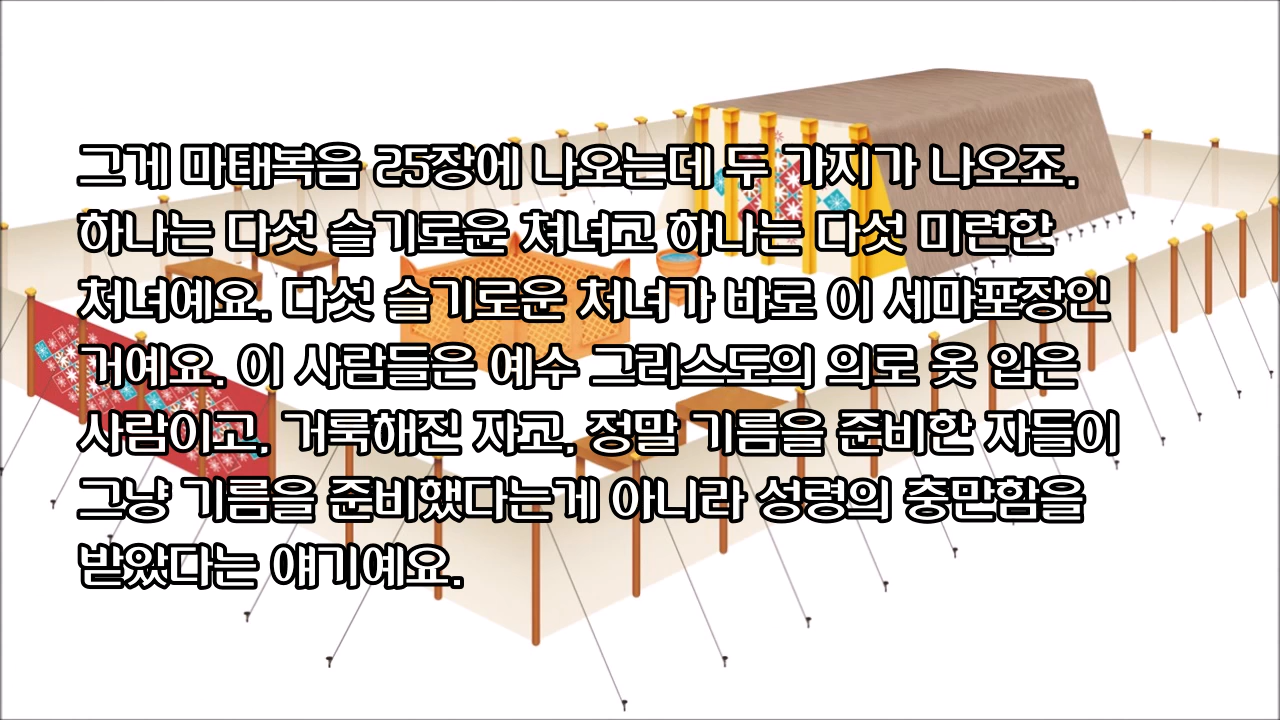 그게 마태복음 25장에 나오는데 두 가지가 나오죠.
하나는 다섯 슬기로운 쳐녀고 하나는 다섯 미련한
처녀예요. 다섯 슬기로운 처녀가 바로 이 세마포장인
거예요. 이 사람들은 예수 그리스도의 의로 옷 입은
사람이고, 거룩해진 자고, 정말 기름을 준비한 자들이
그냥 기름을 준비했다는게 아니라 성령의 충만함을
받았다는 얘기예요.